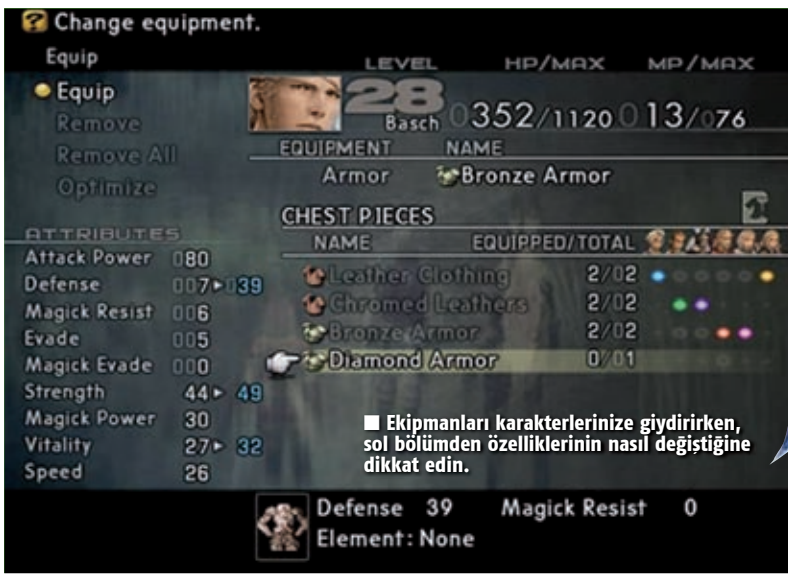 Change equipment.
Equip
LEVEL HP/MAX MP/MAX
Equip
Remove
Remove All
Optimize
28
Basch
0352/1120 013/076
EQUIPMENT NAME
Armor Bronze Armor
CHEST PIECES
NAME EQUIPPED/TOTAL
Leather Clothing 2/02
Chromed Leathers 2/02
Bronze Armor 2/02
Diamond Armor 0/01
ATTRIBUTES
Attack Power 080
Defense 007 ▸ 039
Magick Resist 006
Evade 005
Magick Evade 000
Strength 44 ▸ 49
Magick Power 30
Vitality 27 ▸ 32
Speed 26
■ Ekipmanları karakterlerinize giydirirken,
sol bölümden özelliklerinin nasıl değiştiğine
dikkat edin.
Defense 39 Magick Resist 0
Element: None